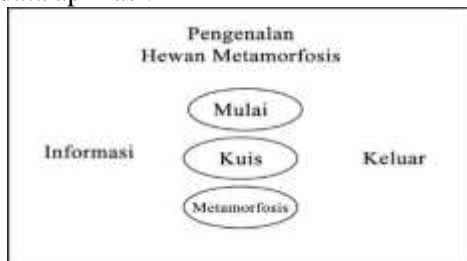 Pengenalan
Hewan Metamorfosis
Mulai
Informasi
Kuis
Keluar
Metamorfosis